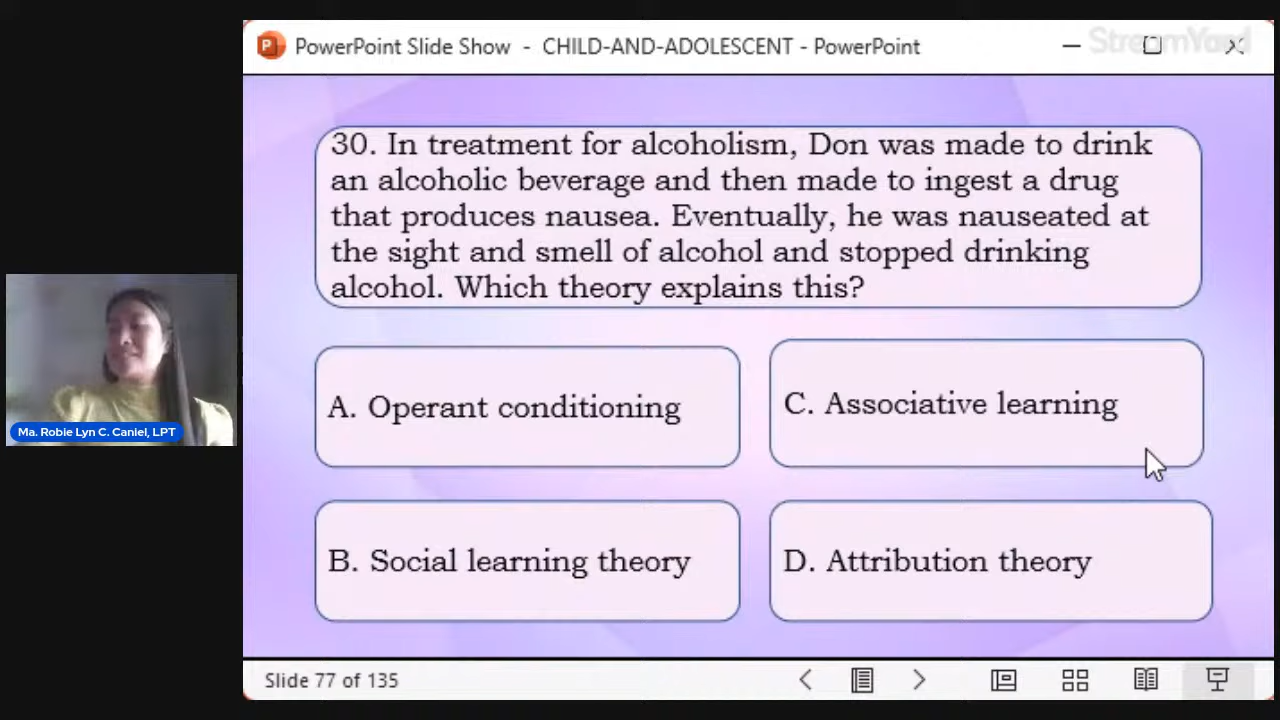 PowerPoint Slide Show - CHILD-AND-ADOLESCENT - PowerPoint
StreamYard
30. In treatment for alcoholism, Don was made to drink
an alcoholic beverage and then made to ingest a drug
that produces nausea. Eventually, he was nauseated at
the sight and smell of alcohol and stopped drinking
alcohol. Which theory explains this?
A. Operant conditioning
C. Associative learning
B. Social learning theory
D. Attribution theory
Ma. Robie Lyn C. Caniel, LPT
Slide 77 of 135